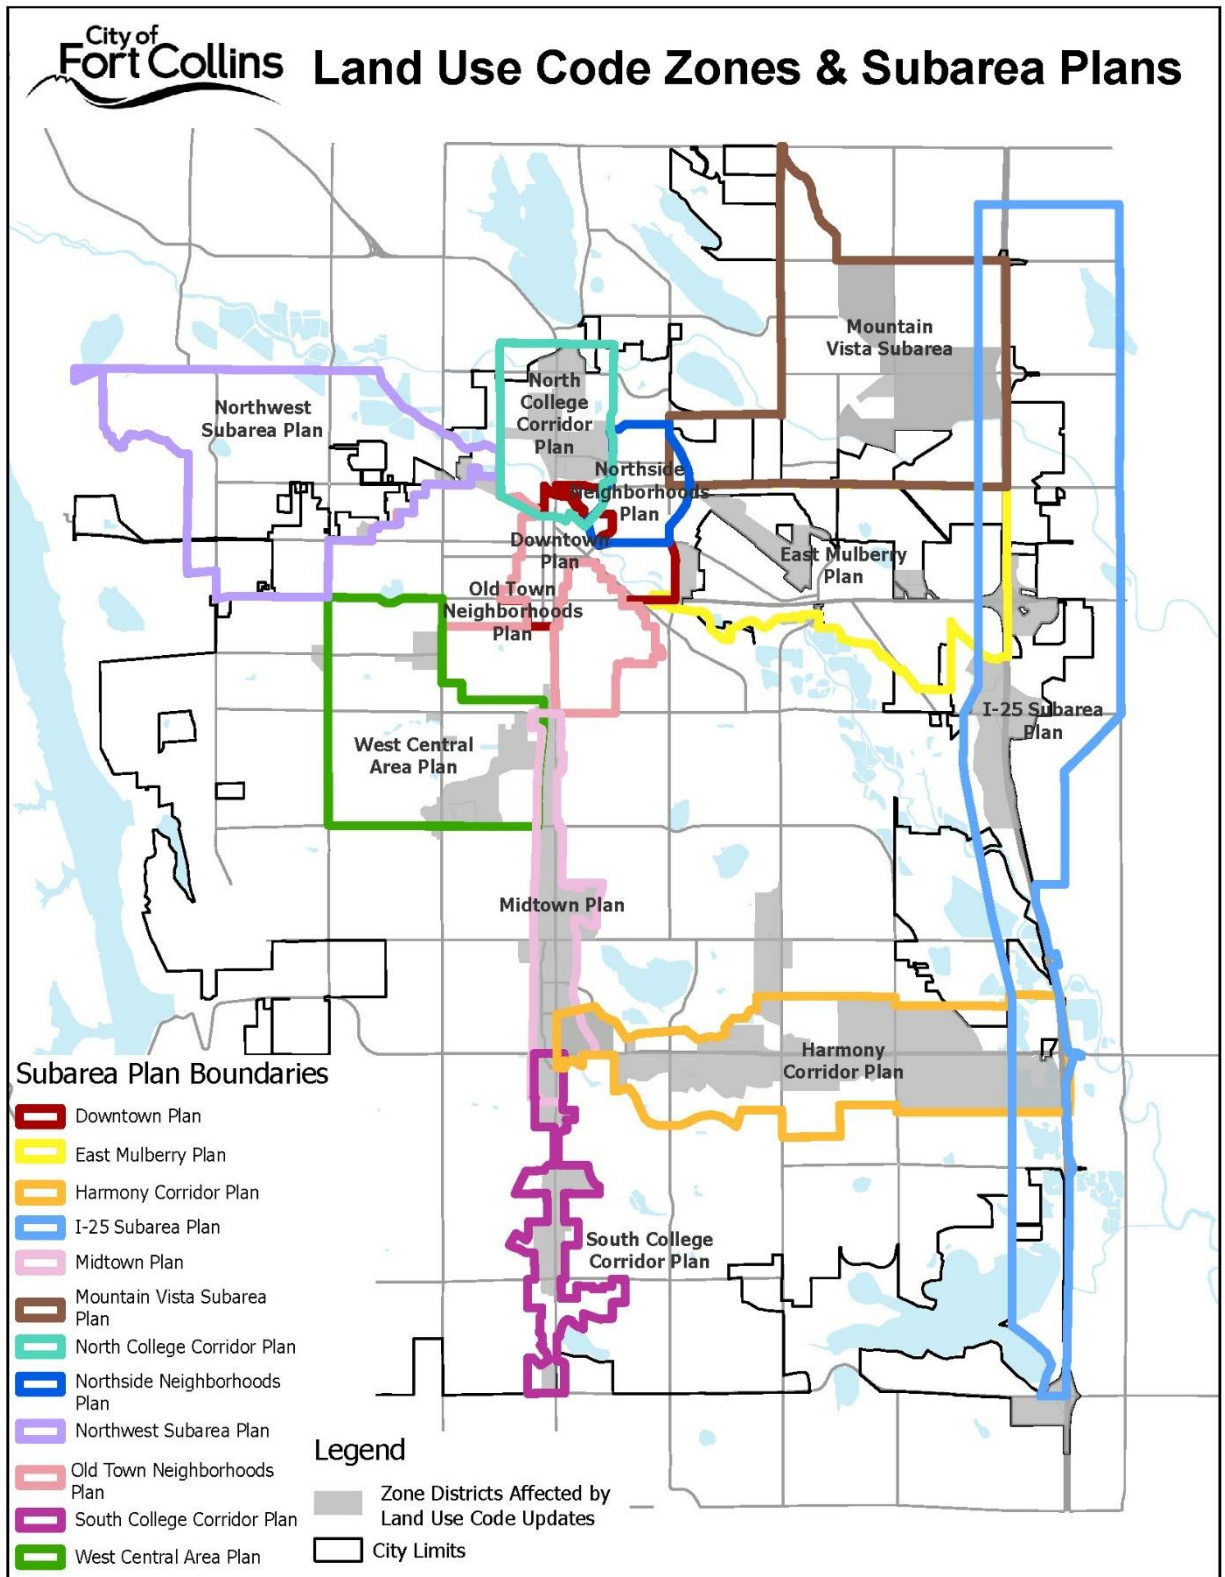 City of
Fort Collins
Land Use Code Zones & Subarea Plans
Mountain
Vista Subarea
North
College
Corridor
Plan
Northwest
Subarea Plan
Northside
Neighborhoods
Plan
Downtown
Plan
East Mulberry
Plan
Old Town
Neighborhoods
Plan
I-25 Subarea
Plan
West Central
Area Plan
Midtown Plan
Harmony
Corridor Plan
South College
Corridor Plan
Subarea Plan Boundaries
Downtown Plan
East Mulberry Plan
Harmony Corridor Plan
I-25 Subarea Plan
Midtown Plan
Mountain Vista Subarea
Plan
North College Corridor Plan
Northside Neighborhoods
Plan
Northwest Subarea Plan
Old Town Neighborhoods
Plan
South College Corridor Plan
West Central Area Plan
Legend
Zone Districts Affected by
Land Use Code Updates
City Limits